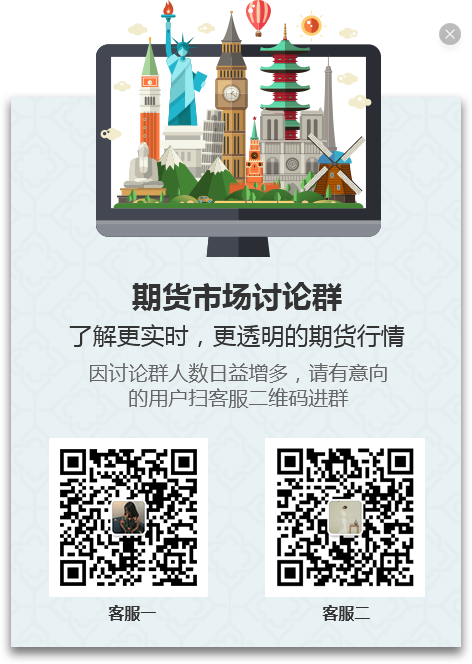 期货市场讨论群
了解更实时，更透明的期货行情
因讨论群人数日益增多，请有意向
的用户扫客服二维码进群
客服一
客服二